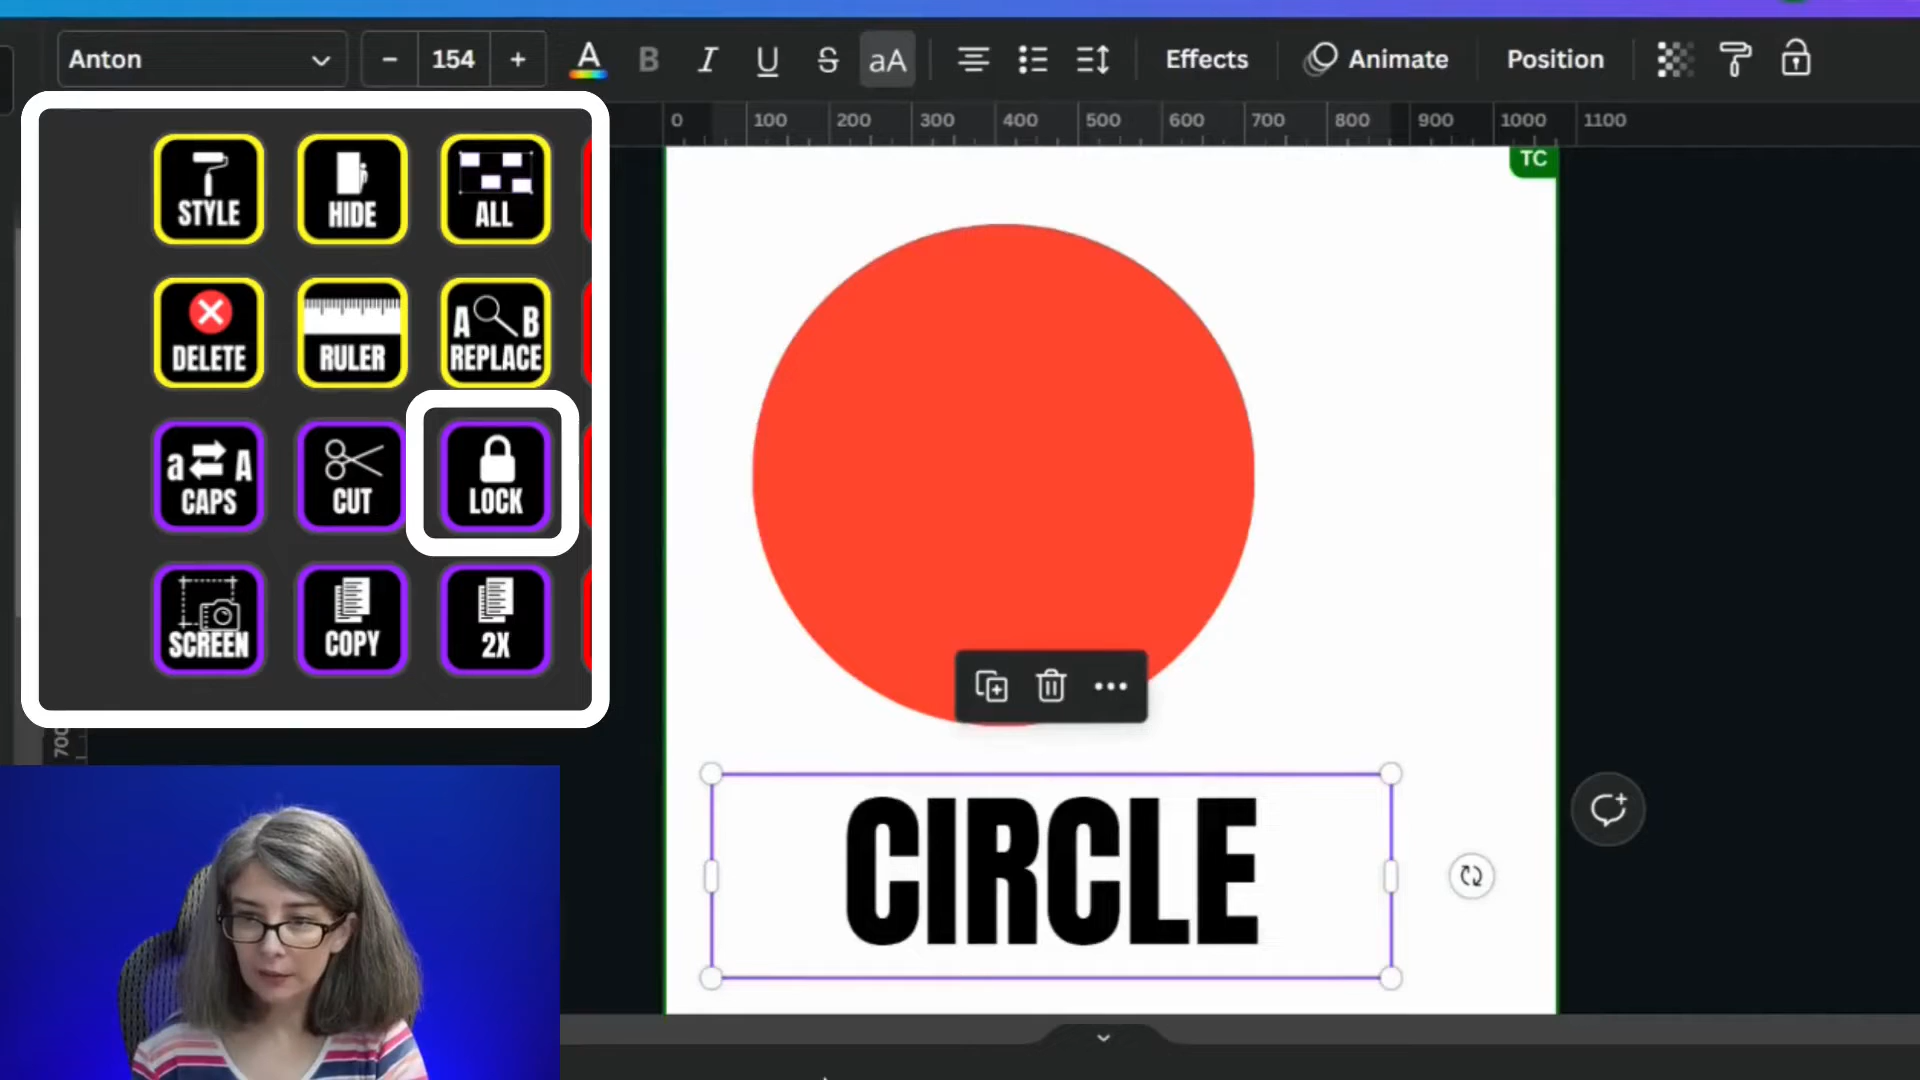 Anton
154
A
B
I
U
S
aA
Effects
Animate
Position
0
100
200
300
400
500
600
700
800
900
1000
1100
TC
STYLE
HIDE
ALL
DELETE
RULER
A B
REPLACE
a A
CAPS
CUT
LOCK
SCREEN
COPY
2X
700
CIRCLE